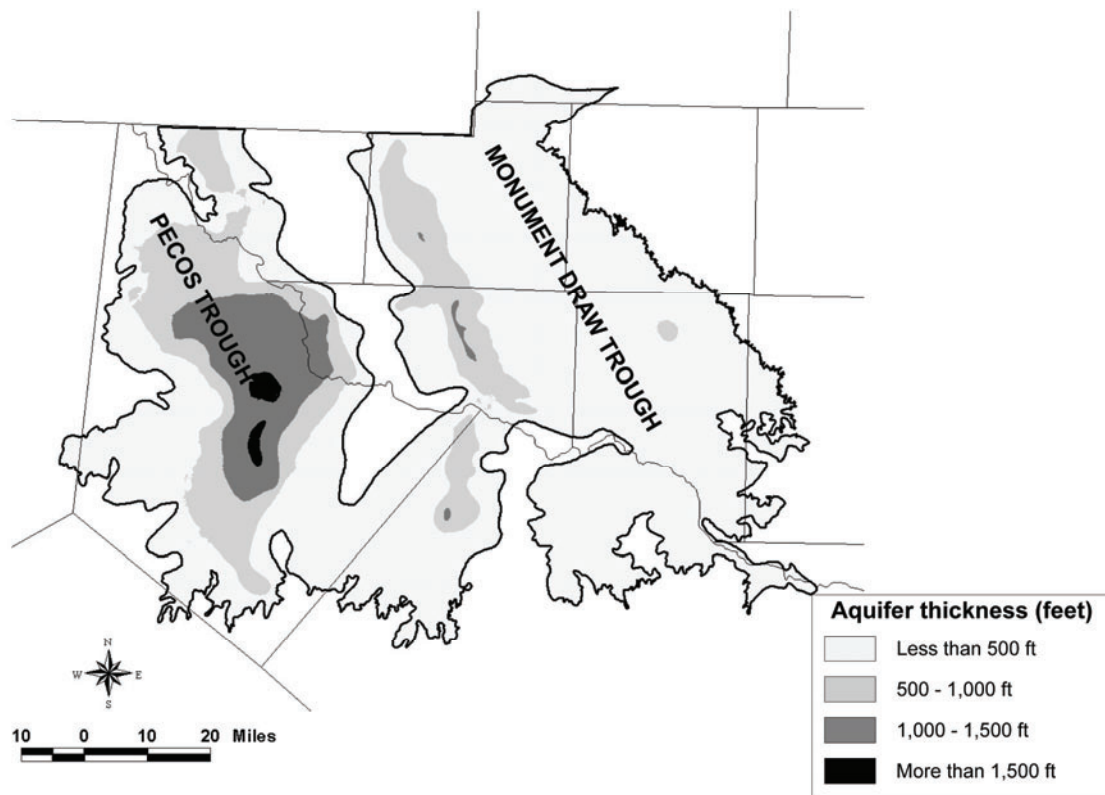 PECOS TROUGH
MONUMENT DRAW TROUGH
N
W E
S
10 0 10 20 Miles
Aquifer thickness (feet)
Less than 500 ft
500 - 1,000 ft
1,000 - 1,500 ft
More than 1,500 ft